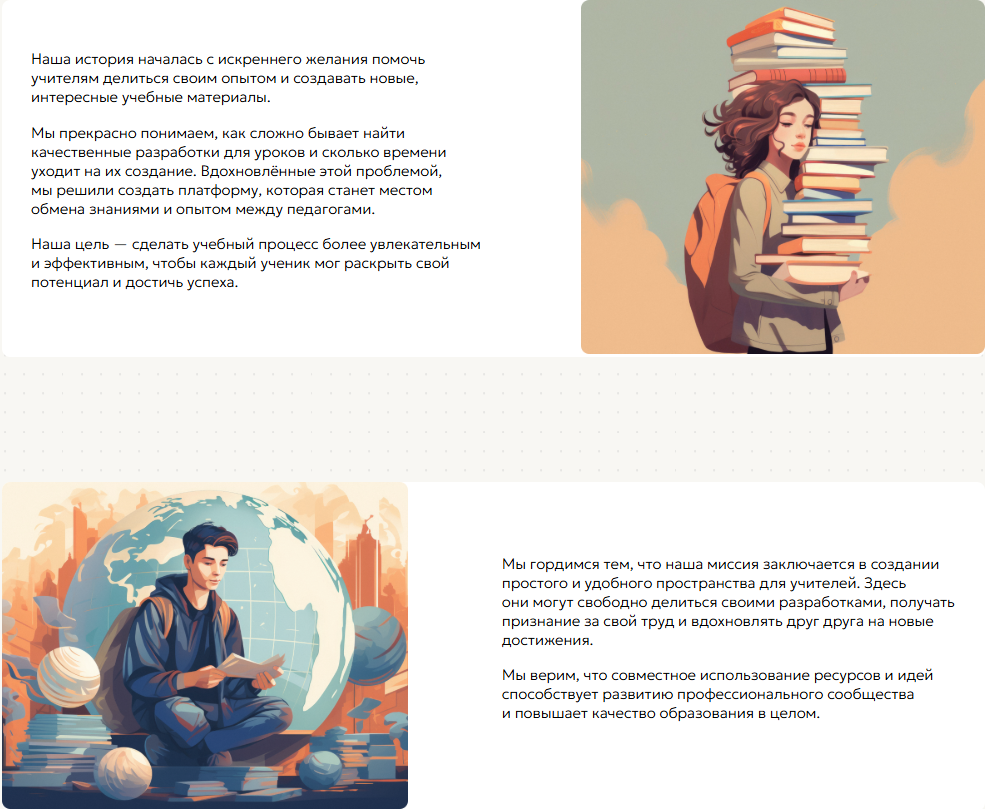 Наша история началась с искреннего желания помочь
учителям делиться своим опытом и создавать новые,
интересные учебные материалы.
Мы прекрасно понимаем, как сложно бывает найти
качественные разработки для уроков и сколько времени
уходит на их создание. Вдохновлённые этой проблемой,
мы решили создать платформу, которая станет местом
обмена знаниями и опытом между педагогами.
Наша цель — сделать учебный процесс более увлекательным
и эффективным, чтобы каждый ученик мог раскрыть свой
потенциал и достичь успеха.
Мы гордимся тем, что наша миссия заключается в создании
простого и удобного пространства для учителей. Здесь
они могут свободно делиться своими разработками, получать
признание за свой труд и вдохновлять друг друга на новые
достижения.
Мы верим, что совместное использование ресурсов и идей
способствует развитию профессионального сообщества
и повышает качество образования в целом.